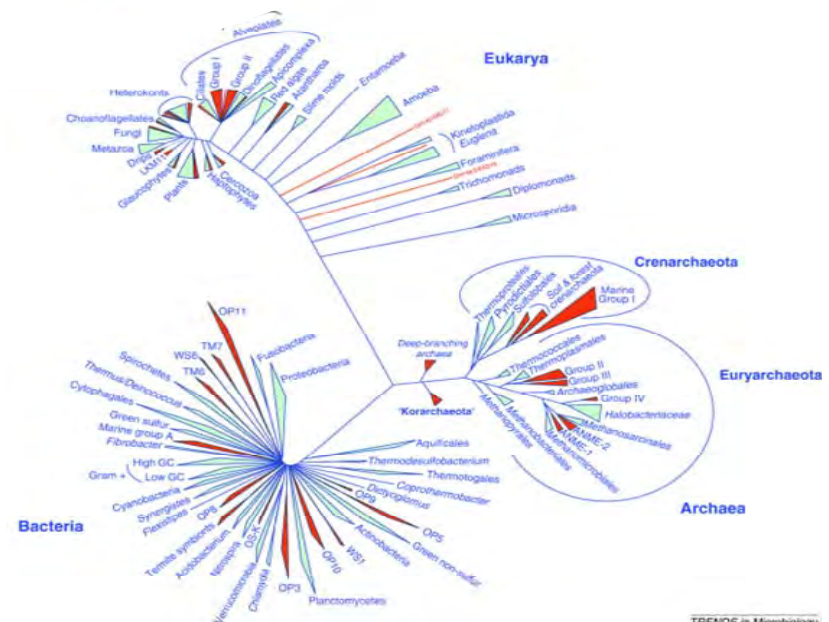 Alveolates
Eukarya
Heterokonts
Ciliates
Group I
Group II
Dinoflagellates
Apicomplexa
Red algae
Acantharea
Slime molds
Entamoeba
Amoeba
Choanoflagellates
Fungi
Metazoa
Drips
LKM11
Glaucophytes
Plants
Haptophytes
Cercozoa
Kinetoplastida
Euglena
Foraminifera
Trichomonads
Diplomonads
Microsporidia
Crenarchaeota
Thermoproteales
Pyrodictiales
Sulfolobales
Soil & forest
crenarchaeota
Marine
Group I
Deep-branching
archaea
'Korarchaeota'
Euryarchaeota
Thermococcales
Thermoplasmales
Group II
Group III
Archaeoglobales
Group IV
Halobacteriaceae
Methanosarcinales
ANME-2
ANME-1
Methanomicrobiales
Methanobacteriales
Methanopyrales
Archaea
OP11
TM7
WS6
TM6
Fusobacteria
Proteobacteria
Spirochetes
Thermus/Deinococcus
Cytophagales
Green sulfur
Marine group A
Fibrobacter
Gram +
High GC
Low GC
Cyanobacteria
Synergistes
Flexistipes
Bacteria
OP8
Termite symbionts
Acidobacterium
Nitrospira
OS-K
Verrucomicrobia
Chlamydia
OP3
Planctomycetes
OP10
WS1
Actinobacteria
Green non-sulfur
OP5
OP9
Dictyoglomus
Coprothermobacter
Thermotogales
Thermodesulfobacterium
Aquificales
TRENDS in Microbiology